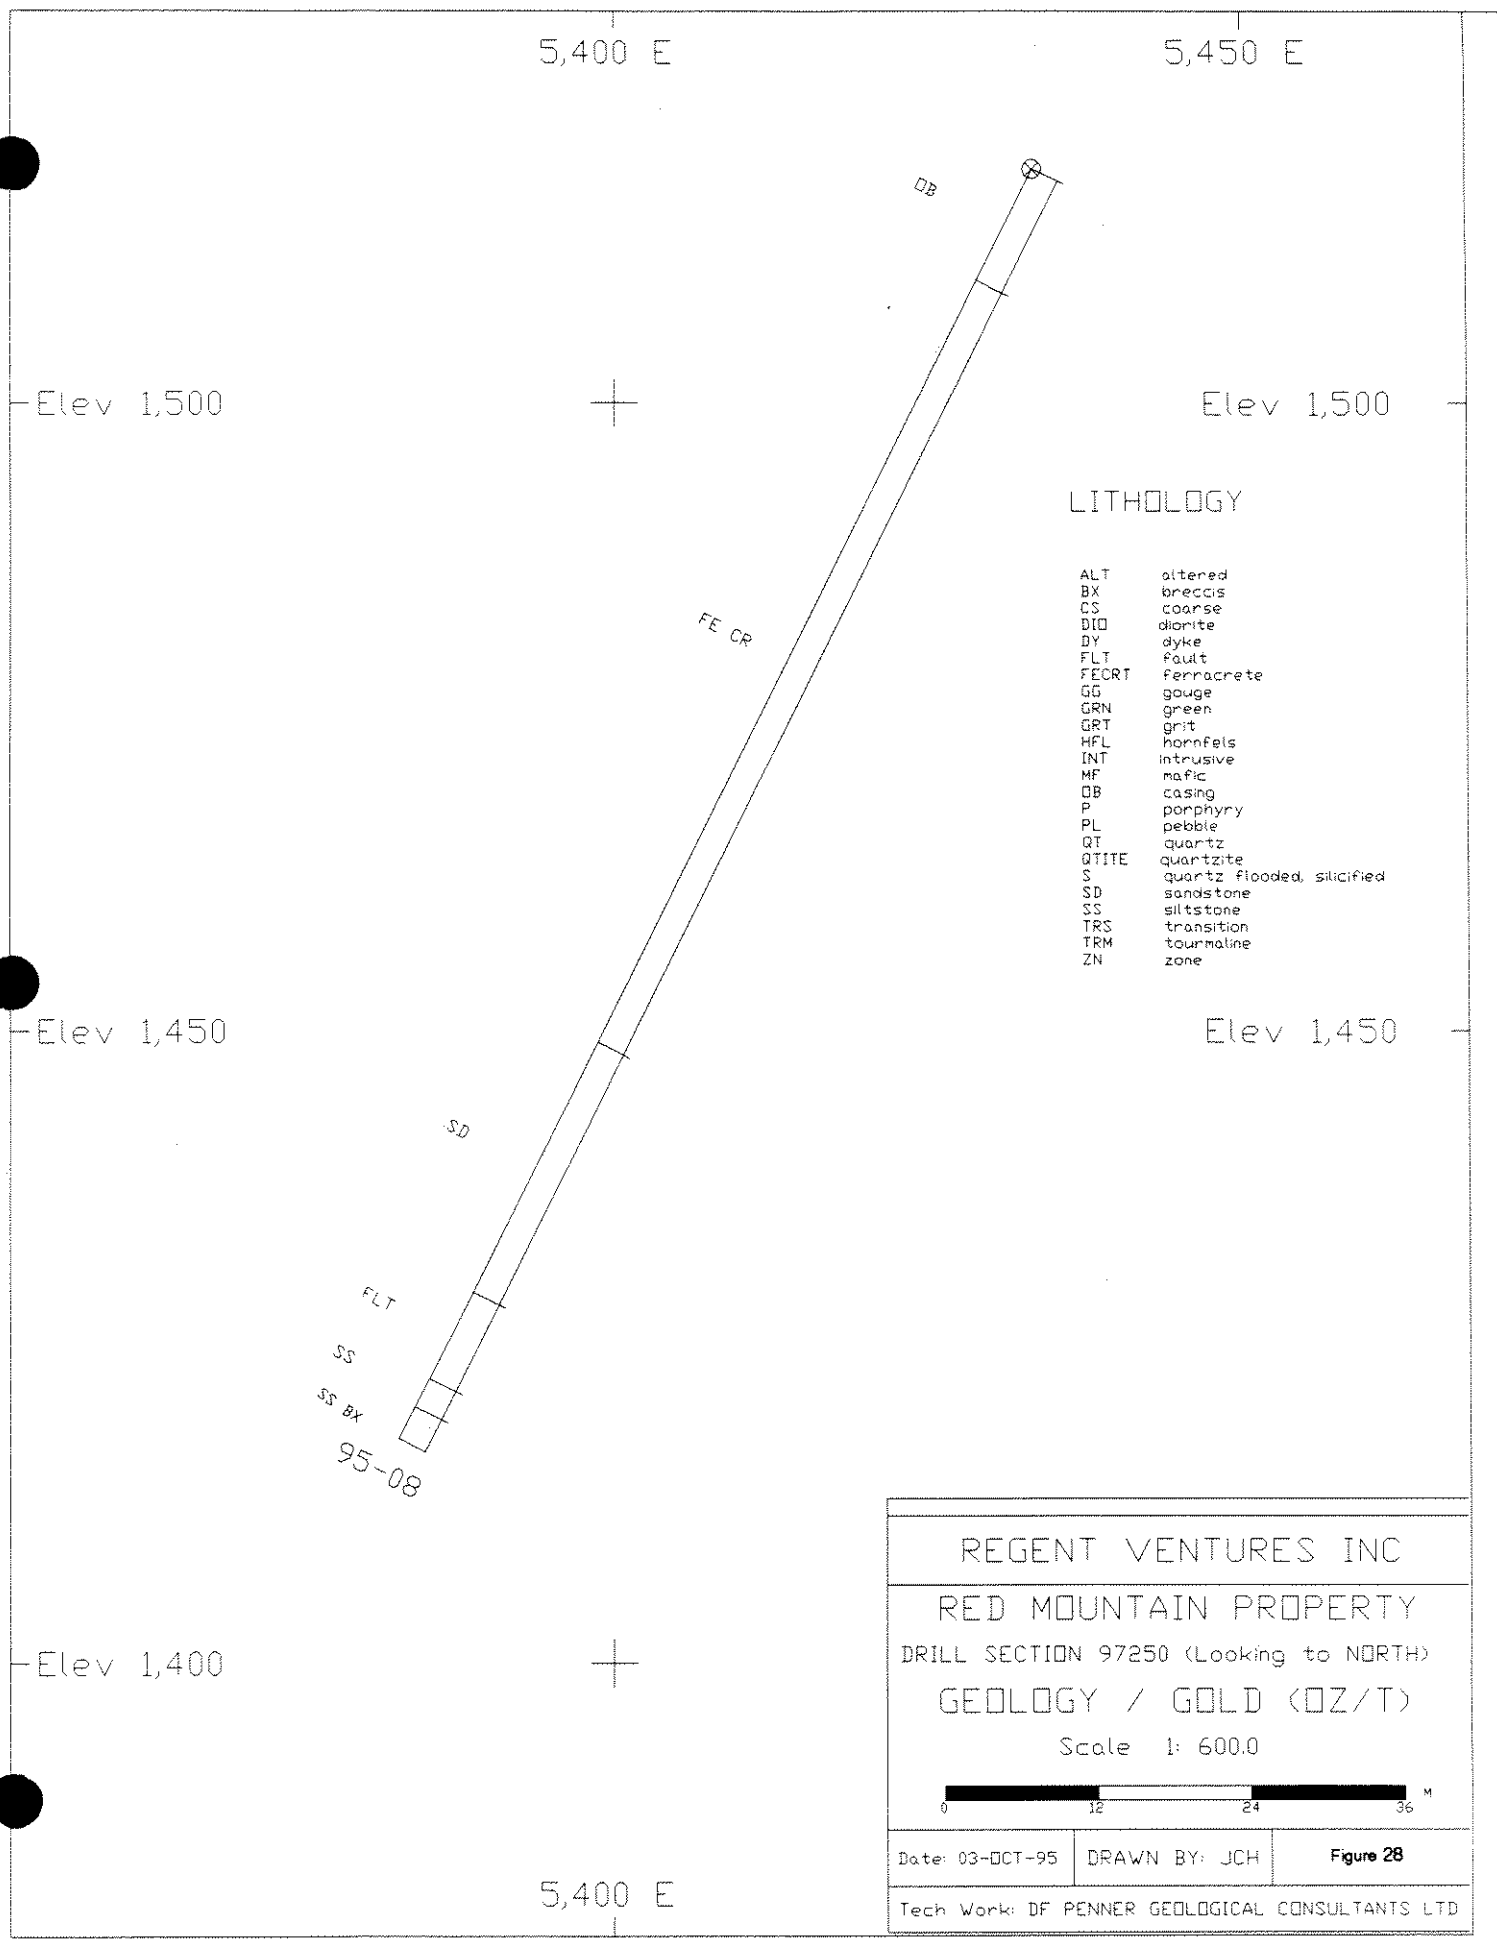 5,400 E
5,450 E
OB
Elev 1,500
Elev 1,500
LITHOLOGY
ALT altered
BX breccis
CS coarse
DIO diorite
DY dyke
FLT fault
FECRT ferracrete
GG gouge
GRN green
GRT grit
HFL hornfels
INT intrusive
MF mafic
OB casing
P porphyry
PL pebble
QT quartz
QTITE quartzite
S quartz flooded, silicified
SD sandstone
SS siltstone
TRS transition
TRM tourmaline
ZN zone
FE CR
Elev 1,450
Elev 1,450
SD
FLT
SS
SS BX
95-08
REGENT VENTURES INC
RED MOUNTAIN PROPERTY
DRILL SECTION 97250 (Looking to NORTH)
GEOLOGY / GOLD (OZ/T)
Scale 1: 600.0
M
0 12 24 36
Date: 03-OCT-95 DRAWN BY: JCH Figure 28
Tech Work: DF PENNER GEOLOGICAL CONSULTANTS LTD
Elev 1,400
5,400 E